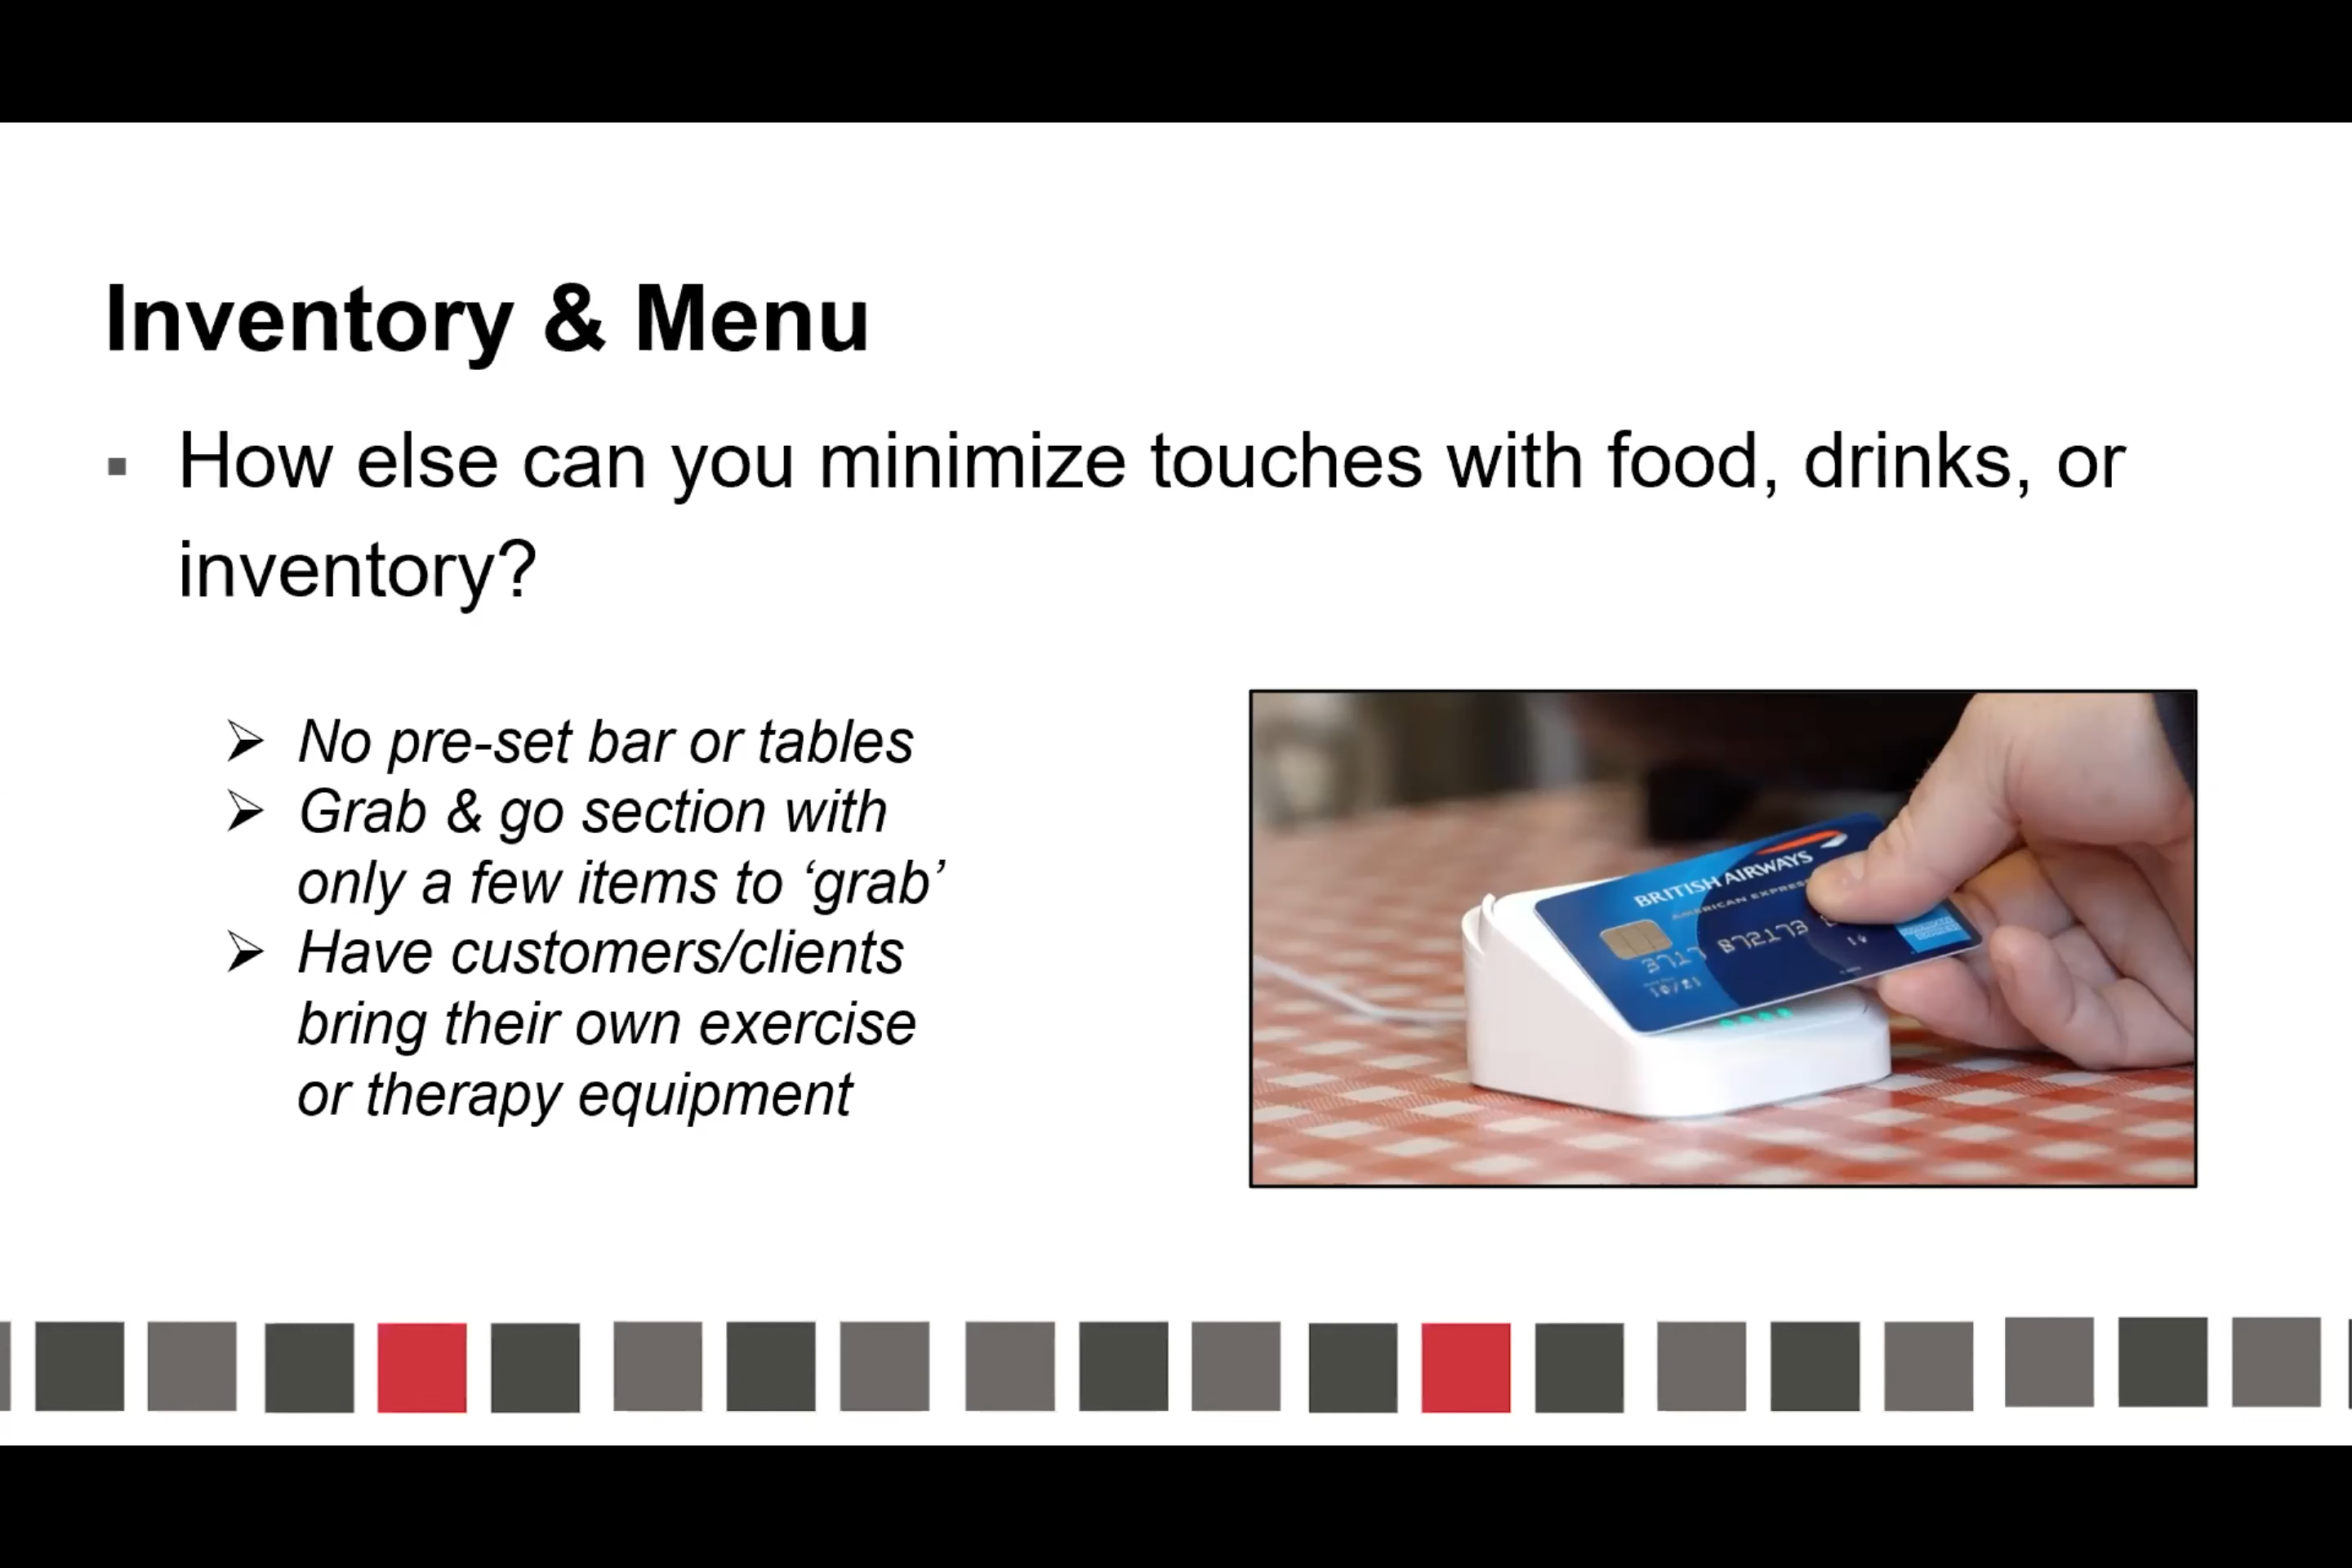 Inventory & Menu
▪ How else can you minimize touches with food, drinks, or
inventory?
➢ No pre-set bar or tables
➢ Grab & go section with
only a few items to ‘grab’
➢ Have customers/clients
bring their own exercise
or therapy equipment
BRITISH AIRWAYS
AMERICAN EXPRESS